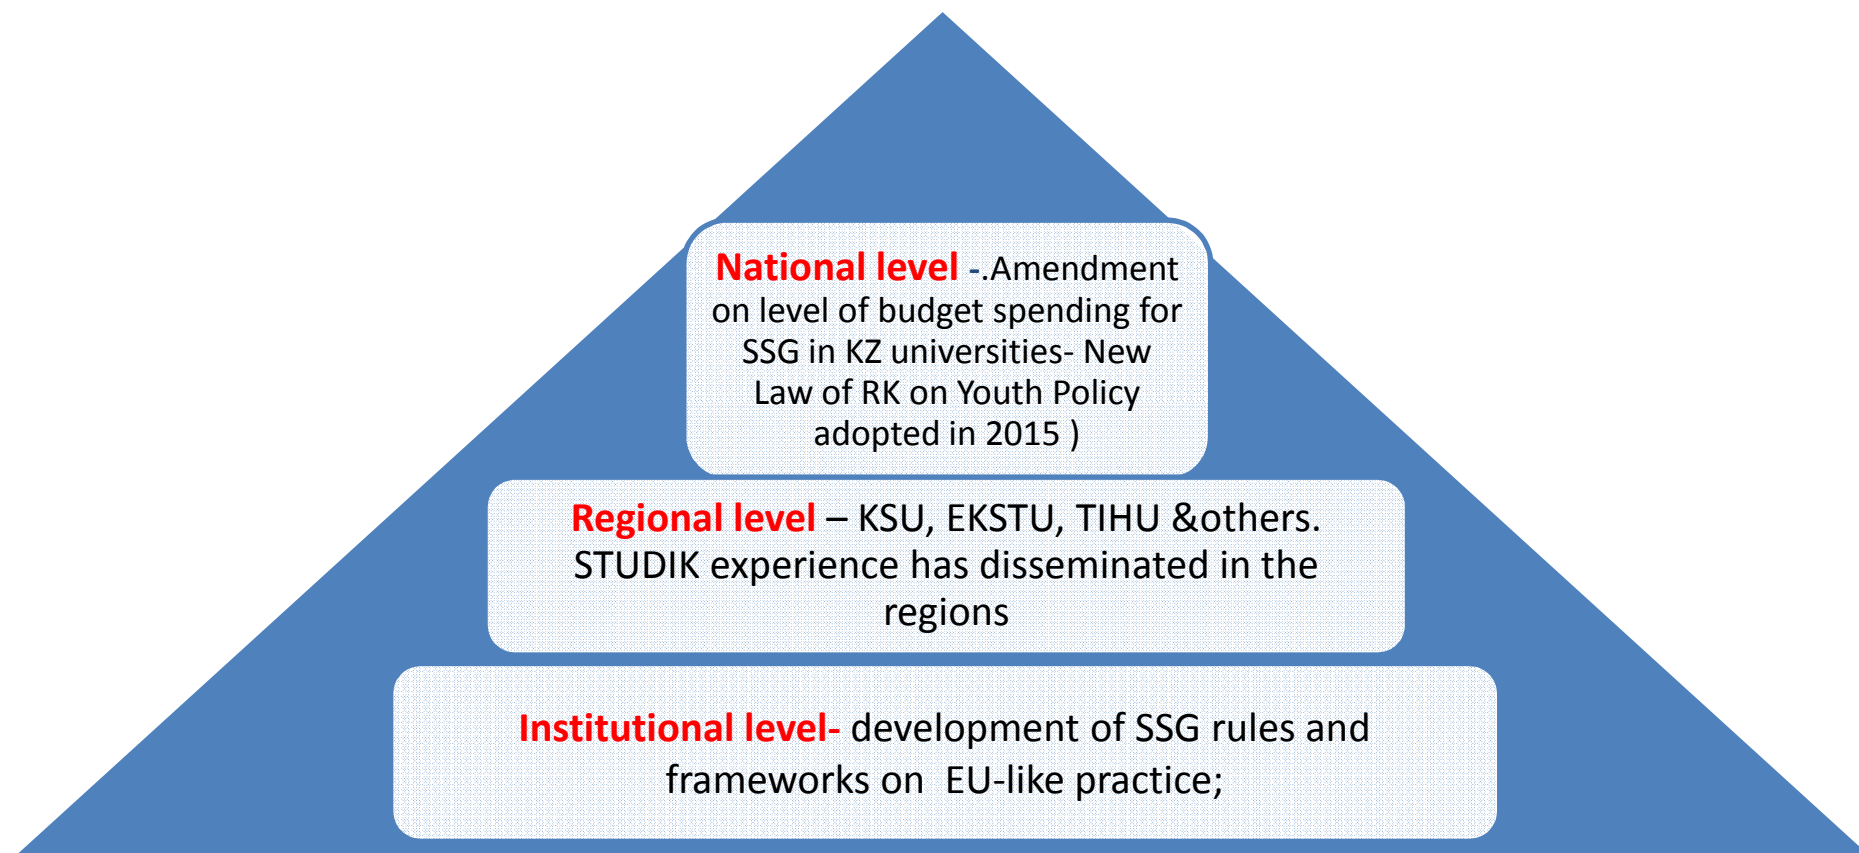 National level -.Amendment
on level of budget spending for
SSG in KZ universities- New
Law of RK on Youth Policy
adopted in 2015 )
Regional level – KSU, EKSTU, TIHU &others.
STUDIK experience has disseminated in the
regions
Institutional level- development of SSG rules and
frameworks on  EU-like practice;